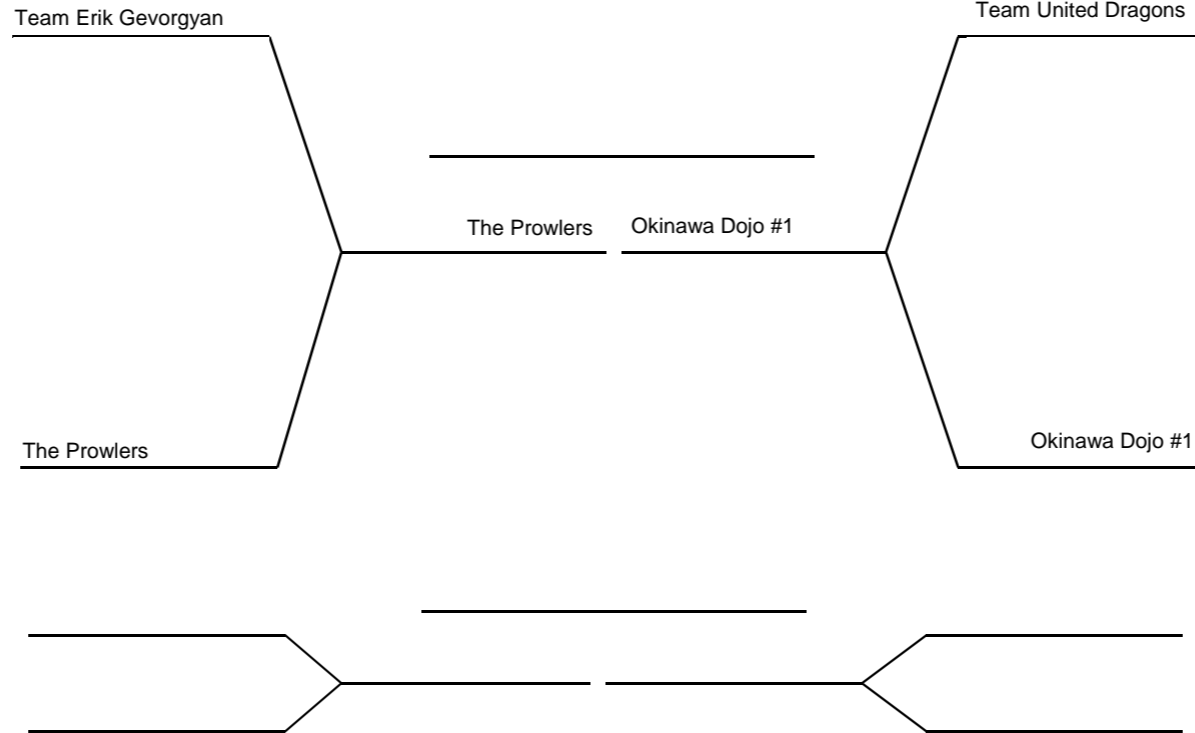 Team Erik Gevorgyan
Team United Dragons
The Prowlers
Okinawa Dojo #1
The Prowlers
Okinawa Dojo #1